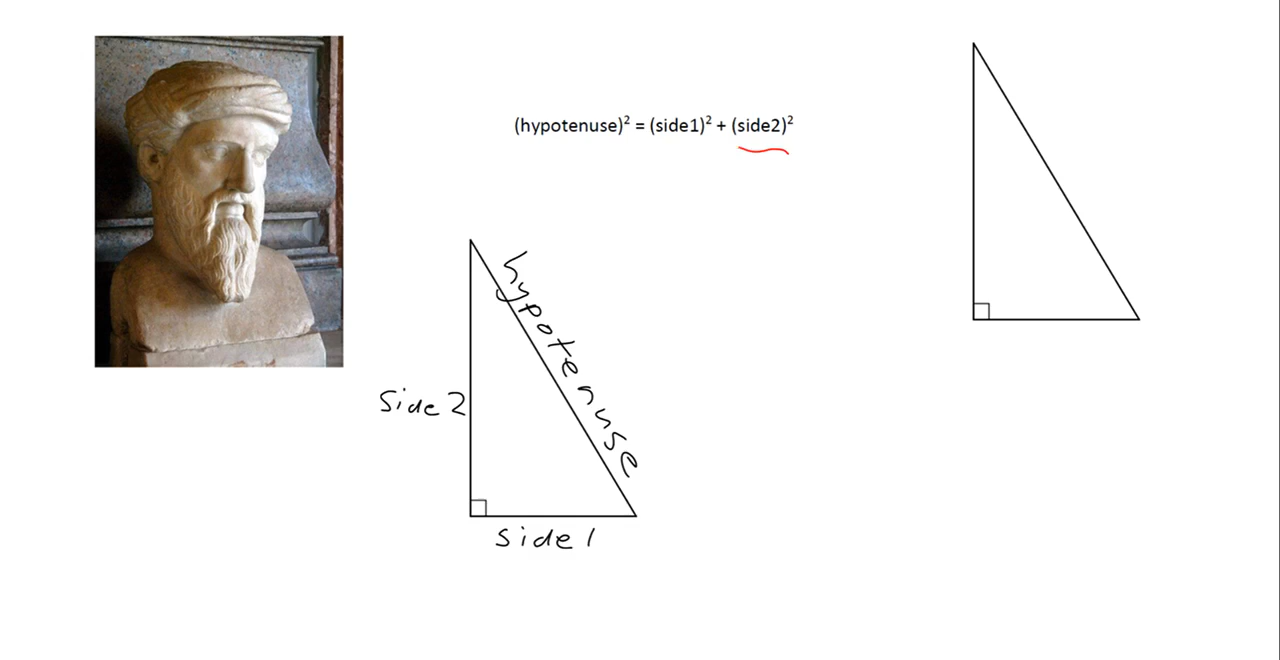 (hypotenuse)² = (side1)² + (side2)²
hypotenuse
side 2
side 1